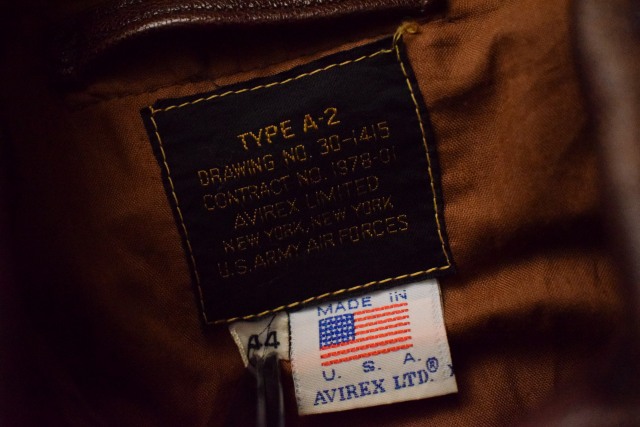 TYPE A-2
DRAWING NO. 30-1415
CONTRACT NO. 1978-01
AVIREX LIMITED
NEW YORK, NEW YORK
U.S. ARMY AIR FORCES
44
MADE IN
U. S. A.
AVIREX LTD.®